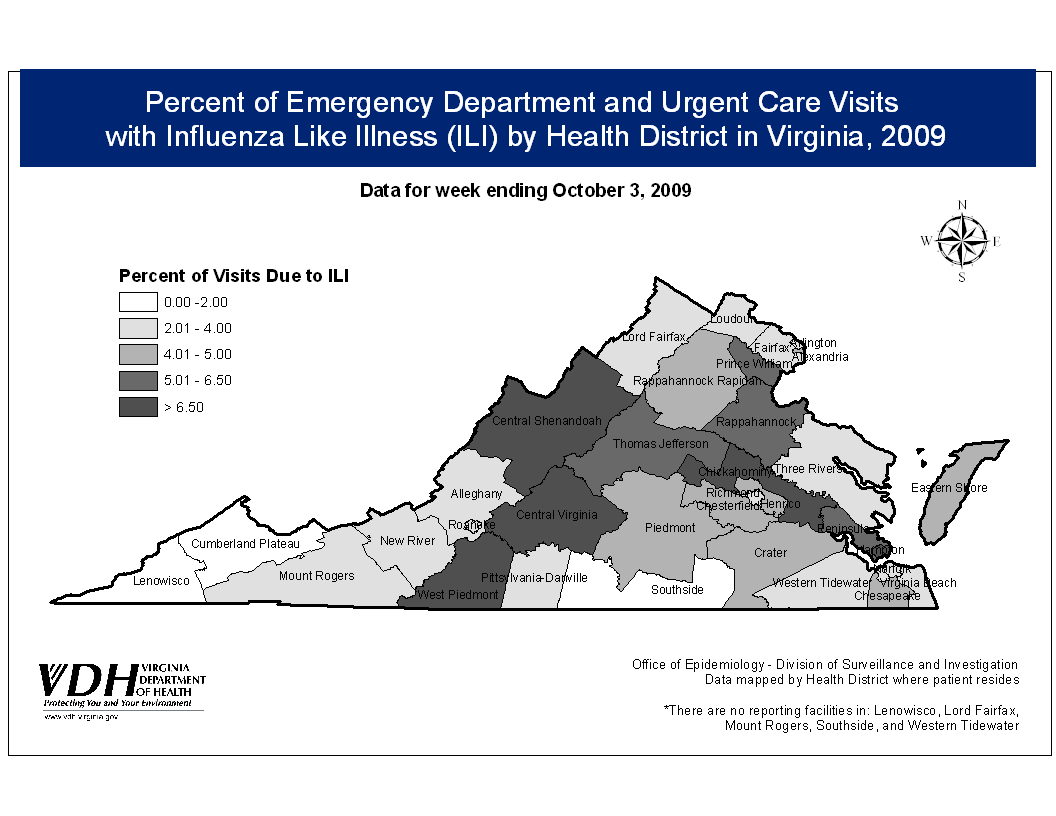 Percent of Emergency Department and Urgent Care Visits
with Influenza Like Illness (ILI) by Health District in Virginia, 2009
Data for week ending October 3, 2009
N
W
E
S
Percent of Visits Due to ILI
0.00 -2.00
2.01 - 4.00
4.01 - 5.00
5.01 - 6.50
> 6.50
Loudoun
Lord Fairfax
Fairfax
Arlington
Alexandria
Prince William
Rappahannock Rapidan
Central Shenandoah
Rappahannock
Thomas Jefferson
Chickahominy
Three Rivers
Eastern Shore
Alleghany
Richmond
Chesterfield
Henrico
Roanoke
Central Virginia
Piedmont
Peninsula
New River
Cumberland Plateau
Hampton
Crater
Norfolk
Mount Rogers
Lenowisco
Pittsylvania-Danville
Western Tidewater
Virginia Beach
Southside
West Piedmont
Chesapeake
VDH VIRGINIA
DEPARTMENT
OF HEALTH
Protecting You and Your Environment
www.vdh.virginia.gov
Office of Epidemiology - Division of Surveillance and Investigation
Data mapped by Health District where patient resides
*There are no reporting facilities in: Lenowisco, Lord Fairfax,
Mount Rogers, Southside, and Western Tidewater